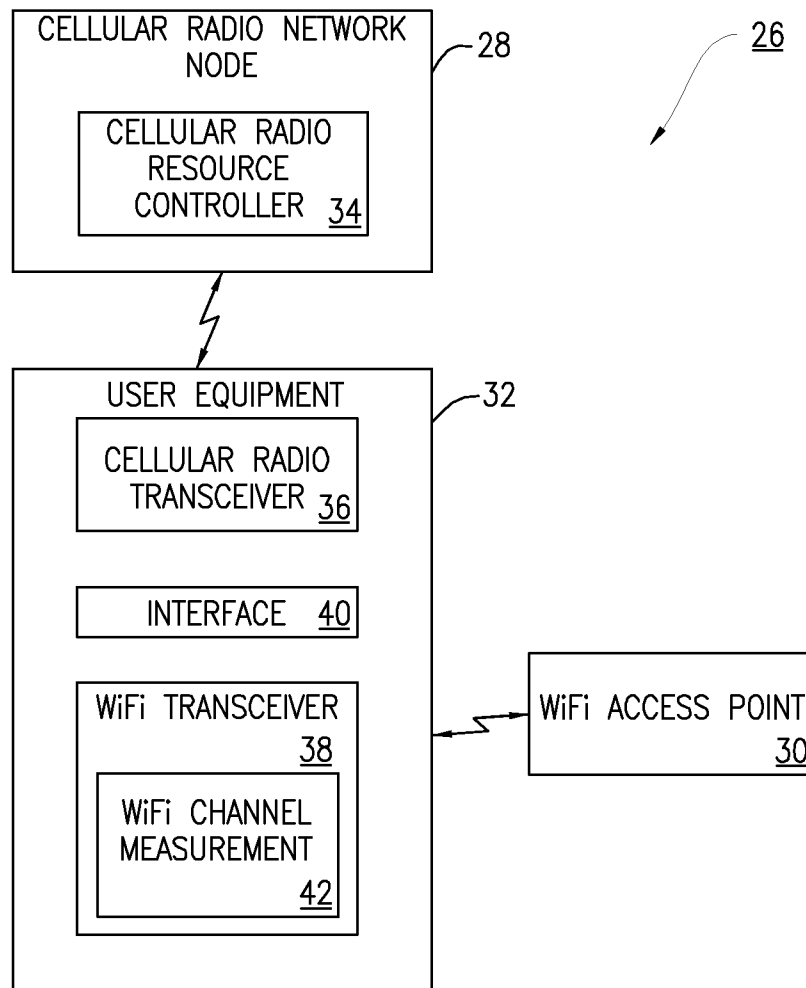 CELLULAR RADIO NETWORK
NODE
28
26
CELLULAR RADIO
RESOURCE
CONTROLLER 34
USER EQUIPMENT
32
CELLULAR RADIO
TRANSCEIVER 36
INTERFACE 40
WiFi TRANSCEIVER
38
WiFi CHANNEL
MEASUREMENT
42
WiFi ACCESS POINT
30